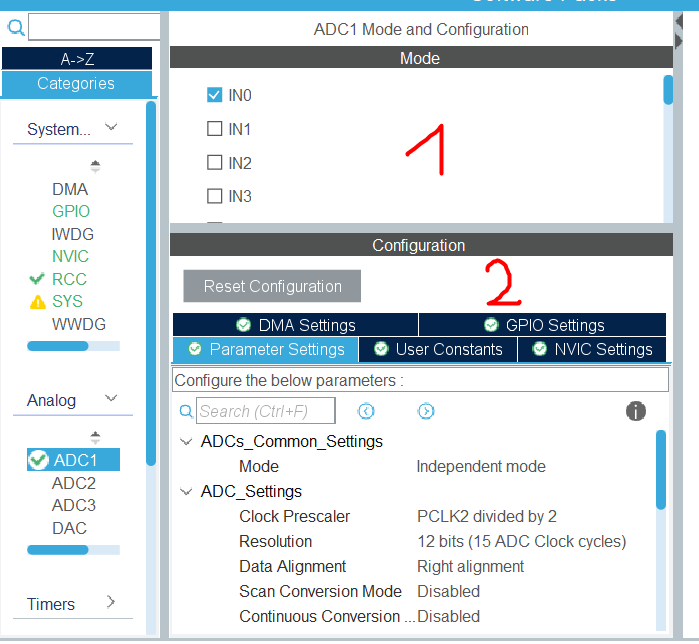 ADC1 Mode and Configuration
A->Z
Categories
System...
DMA
GPIO
IWDG
NVIC
RCC
SYS
WWDG
Analog
ADC1
ADC2
ADC3
DAC
Timers
Mode
IN0
IN1
IN2
IN3
1
Configuration
Reset Configuration
2
DMA Settings
GPIO Settings
Parameter Settings
User Constants
NVIC Settings
Configure the below parameters :
Search (Ctrl+F)
ADCs_Common_Settings
Mode Independent mode
ADC_Settings
Clock Prescaler PCLK2 divided by 2
Resolution 12 bits (15 ADC Clock cycles)
Data Alignment Right alignment
Scan Conversion Mode Disabled
Continuous Conversion ... Disabled